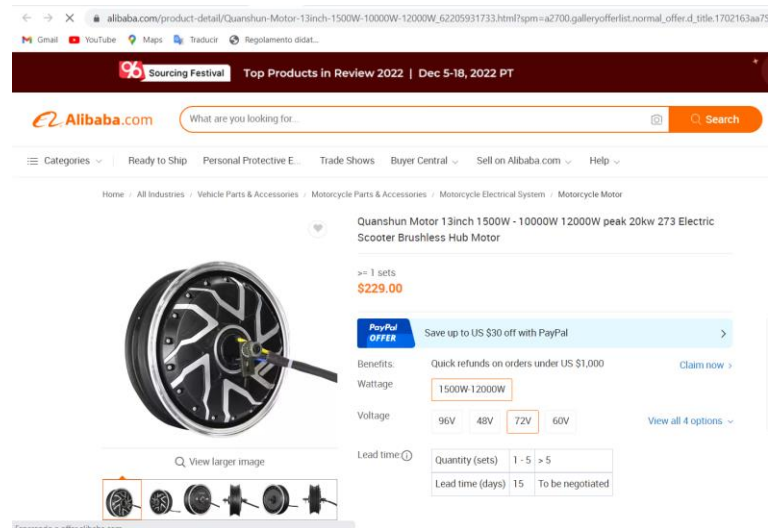 alibaba.com/product-detail/Quanshun-Motor-13inch-1500W-10000W-12000W_62205931733.html?spm=a2700.galleryofferlist.normal_offer.d_title.1702163aa75
Gmail YouTube Maps Traducir Regolamento didat...
96 Sourcing Festival Top Products in Review 2022 | Dec 5-18, 2022 PT
Alibaba.com What are you looking for... Search
Categories Ready to Ship Personal Protective E... Trade Shows Buyer Central Sell on Alibaba.com Help
Home / All Industries / Vehicle Parts & Accessories / Motorcycle Parts & Accessories / Motorcycle Electrical System / Motorcycle Motor
Quanshun Motor 13inch 1500W - 10000W 12000W peak 20kw 273 Electric
Scooter Brushless Hub Motor
>= 1 sets
$229.00
PayPal
OFFER
Save up to US $30 off with PayPal
Benefits: Quick refunds on orders under US $1,000 Claim now
Wattage 1500W-12000W
Voltage 96V 48V 72V 60V View all 4 options
Lead time: Quantity (sets) 1 - 5 > 5
Lead time (days) 15 To be negotiated
View larger image